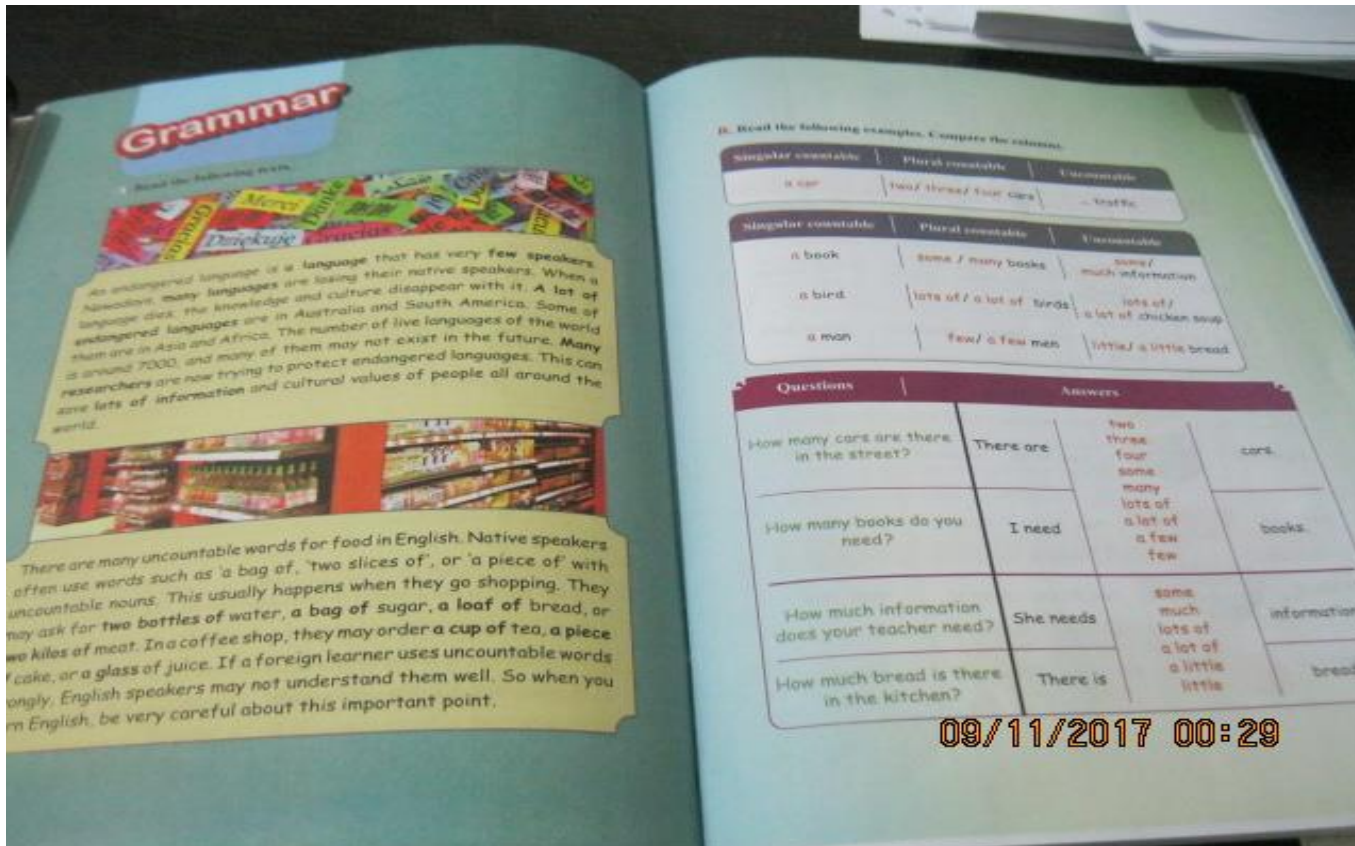 Grammar
Read the following texts.
Merci
Danke
Gracias
Dziękuję
Gracias
An endangered language is a language that has very few speakers.
Nowadays, many languages are losing their native speakers. When a
language dies, the knowledge and culture disappear with it. A lot of
endangered languages are in Australia and South America. Some of
them are in Asia and Africa. The number of live languages of the world
is around 7000, and many of them may not exist in the future. Many
researchers are now trying to protect endangered languages. This can
save lots of information and cultural values of people all around the
world.
There are many uncountable words for food in English. Native speakers
often use words such as 'a bag of', 'two slices of', or 'a piece of' with
uncountable nouns. This usually happens when they go shopping. They
may ask for two bottles of water, a bag of sugar, a loaf of bread, or
two kilos of meat. In a coffee shop, they may order a cup of tea, a piece
of cake, or a glass of juice. If a foreign learner uses uncountable words
ongly, English speakers may not understand them well. So when you
rn English, be very careful about this important point.
B. Read the following examples. Compare the columns.
Singular countable Plural countable Uncountable
a car two/ three/ four cars traffic
Singular countable Plural countable Uncountable
a book some / many books some/
much information
a bird lots of / a lot of birds lots of /
a lot of chicken soup
a man few/ a few men little/ a little bread
Questions Answers
How many cars are there
in the street?
There are
two
three
four
some
many
lots of
a lot of
a few
few
cars.
How many books do you
need?
I need
books.
How much information
does your teacher need?
She needs
some
much
lots of
a lot of
a little
little
information
How much bread is there
in the kitchen?
There is
bread
09/11/2017 00:29